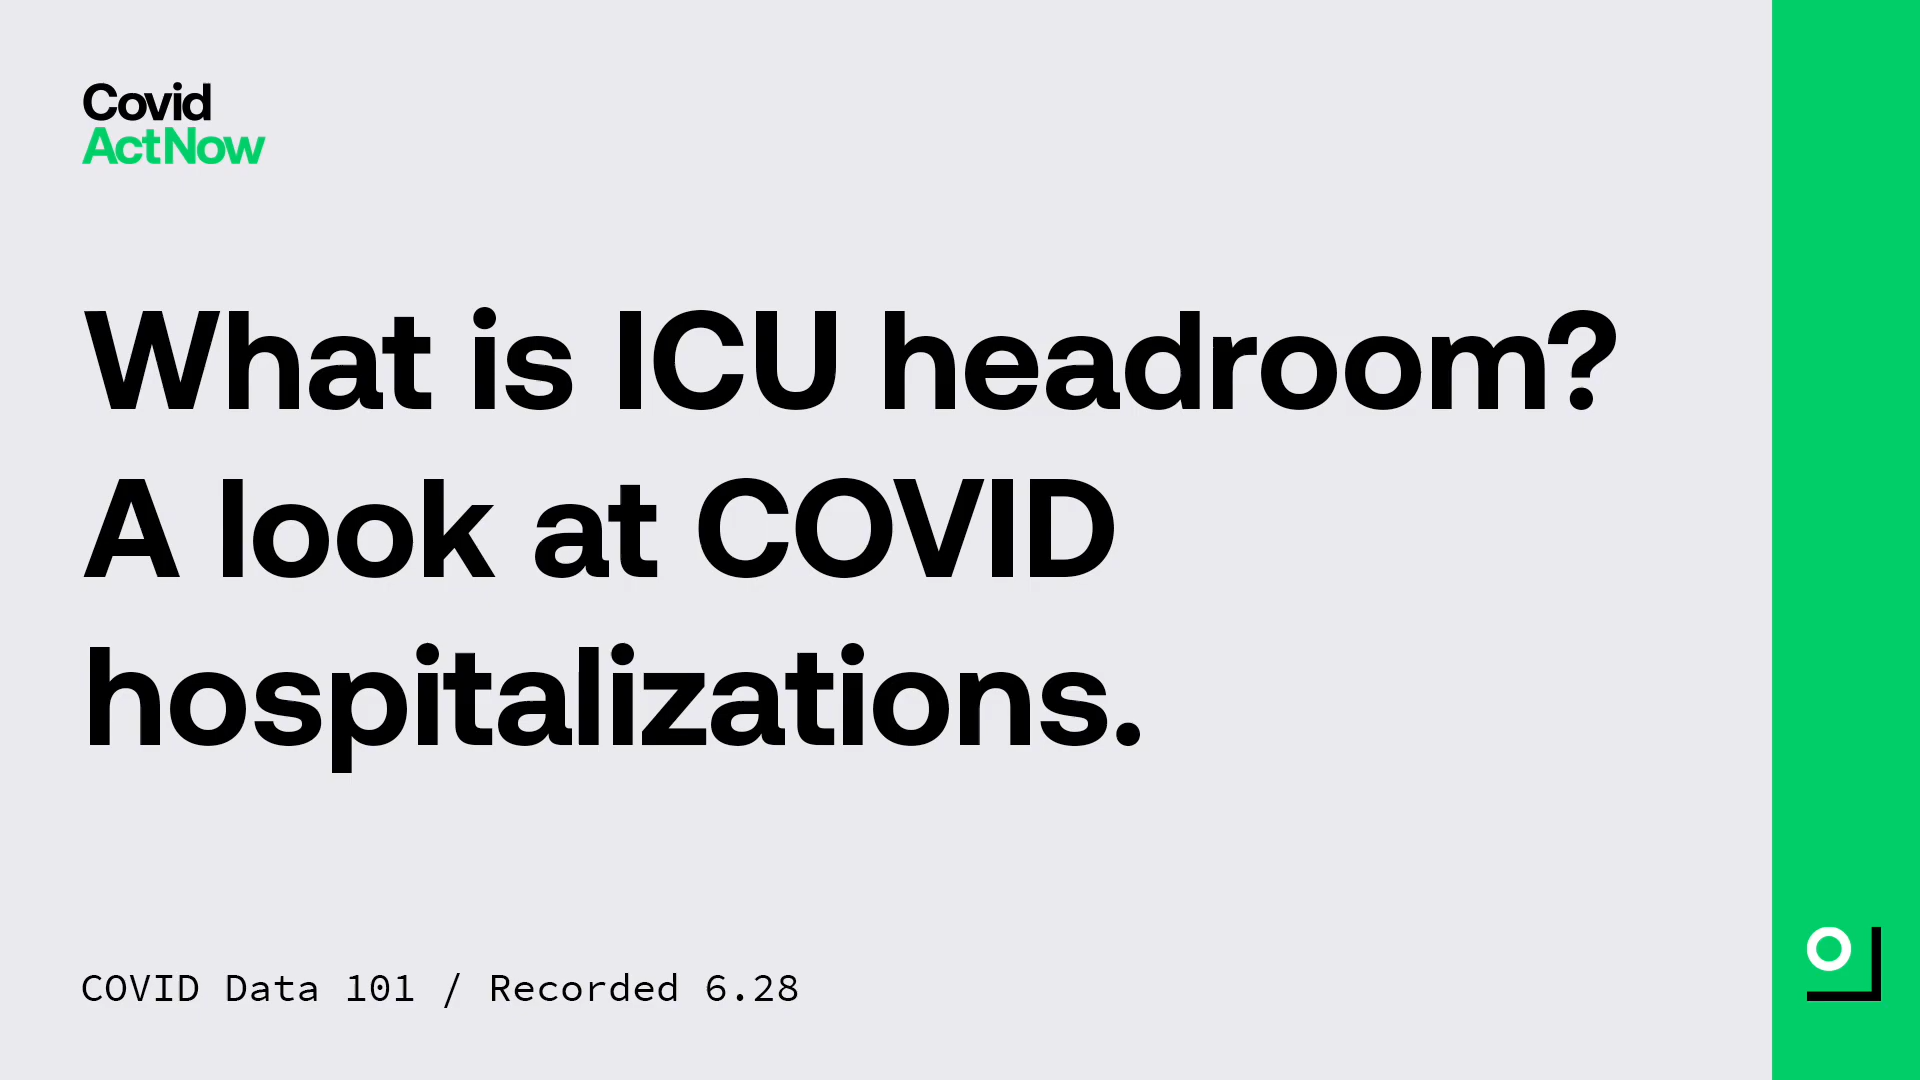 Covid
ActNow
What is ICU headroom?
A look at COVID
hospitalizations.
COVID Data 101 / Recorded 6.28